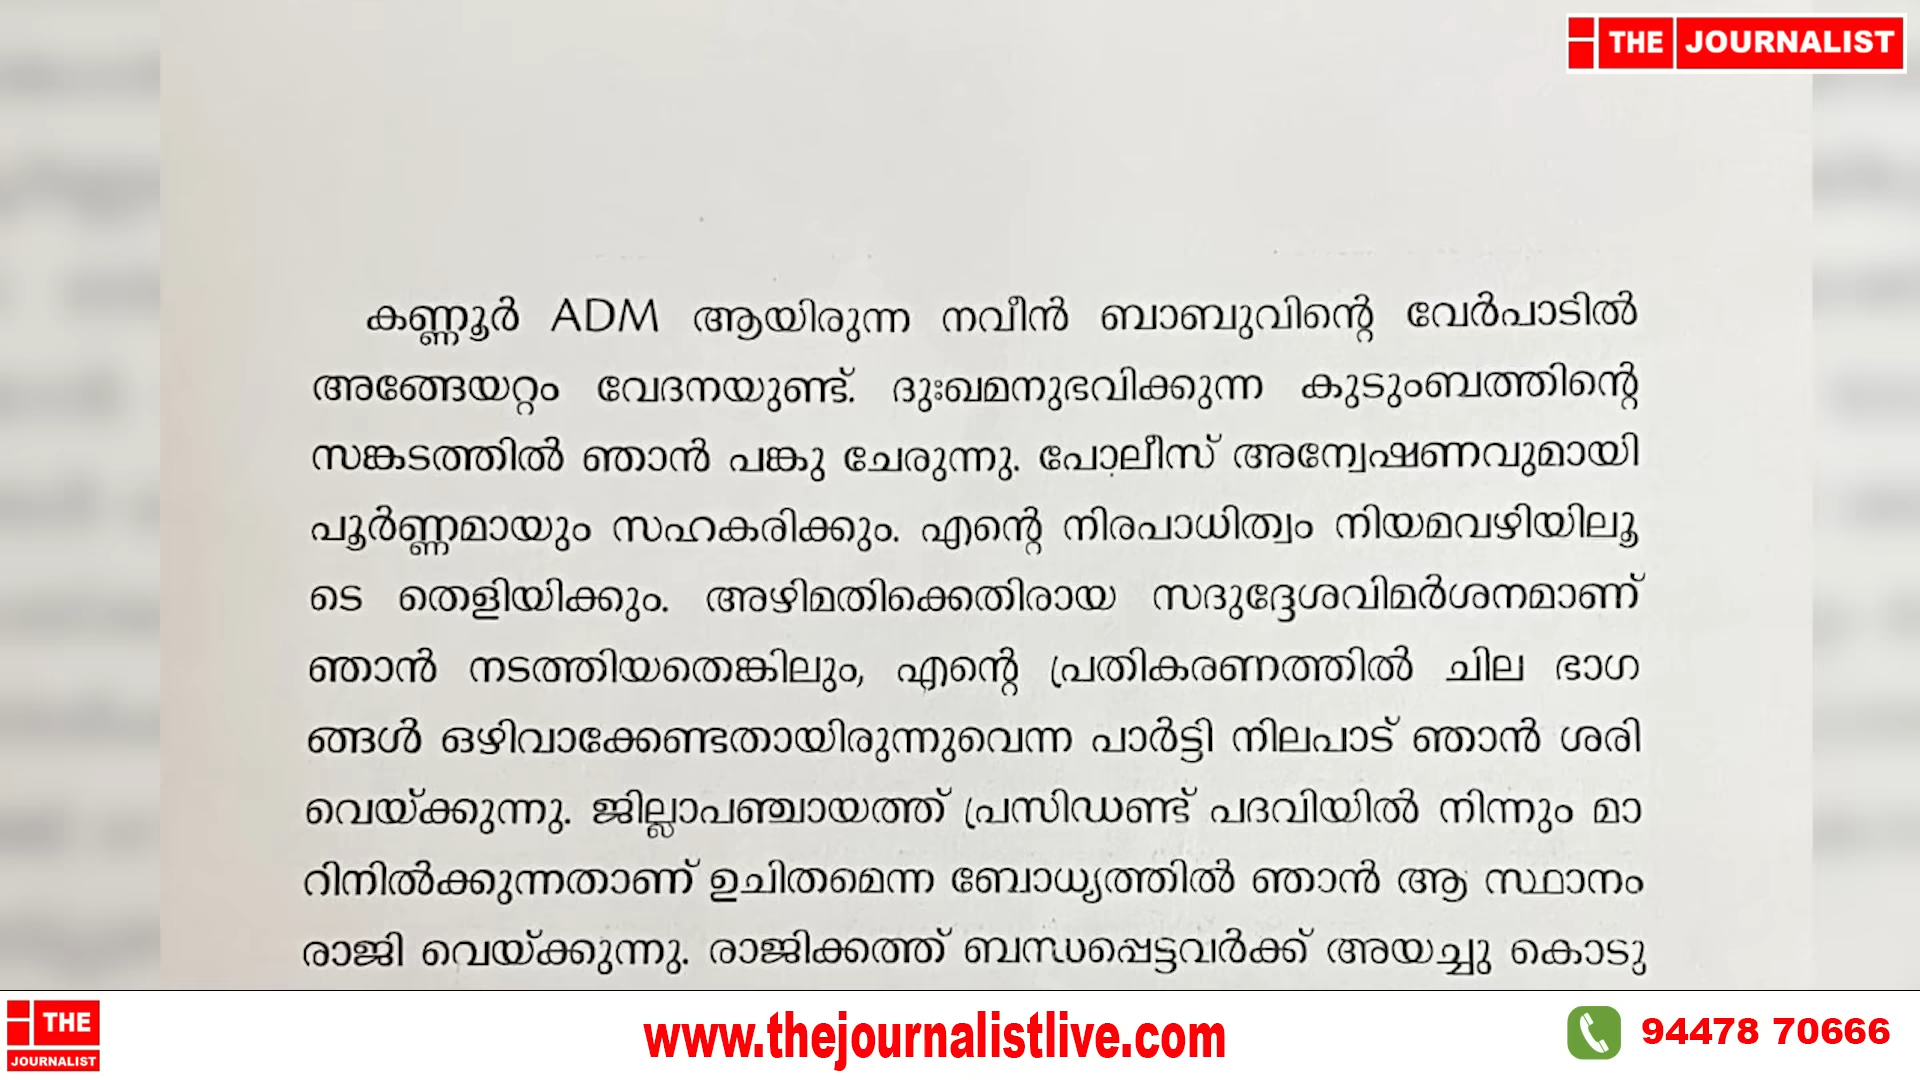 THE JOURNALIST
കണ്ണൂർ ADM ആയിരുന്ന നവീൻ ബാബുവിന്റെ വേർപാടിൽ
അങ്ങേയറ്റം വേദനയുണ്ട്. ദുഃഖമനുഭവിക്കുന്ന കുടുംബത്തിന്റെ
സങ്കടത്തിൽ ഞാൻ പങ്കു ചേരുന്നു. പോലീസ് അന്വേഷണവുമായി
പൂർണ്ണമായും സഹകരിക്കും. എന്റെ നിരപാധിത്വം നിയമവഴിയിലൂ
ടെ തെളിയിക്കും. അഴിമതിക്കെതിരായ സദുദ്ദേശവിമർശനമാണ്
ഞാൻ നടത്തിയതെങ്കിലും, എന്റെ പ്രതികരണത്തിൽ ചില ഭാഗ
ങ്ങൾ ഒഴിവാക്കേണ്ടതായിരുന്നുവെന്ന പാർട്ടി നിലപാട് ഞാൻ ശരി
വെയ്ക്കുന്നു. ജില്ലാപഞ്ചായത്ത് പ്രസിഡണ്ട് പദവിയിൽ നിന്നും മാ
റിനിൽക്കുന്നതാണ് ഉചിതമെന്ന ബോധ്യത്തിൽ ഞാൻ ആ സ്ഥാനം
രാജി വെയ്ക്കുന്നു. രാജിക്കത്ത് ബന്ധപ്പെട്ടവർക്ക് അയച്ചു കൊടു
THE
JOURNALIST
www.thejournalistlive.com
94478 70666